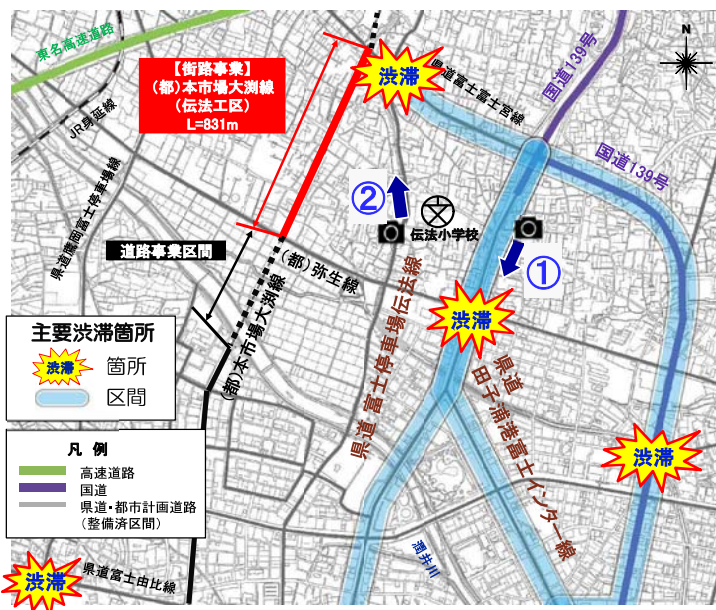 東名高速道路
【街路事業】
(都)本市場大渕線
(伝法工区)
L=831m
渋滞
県道富士富士宮線
国道139号
N
国道139号
JR身延線
県道鷹岡富士停車場線
②
伝法小学校
①
道路事業区間
(都)弥生線
(都)本市場大渕線
県道 富士停車場伝法線
渋滞
県道
田子浦港富士インター線
渋滞
主要渋滞箇所
渋滞 箇所
区間
凡 例
高速道路
国道
県道・都市計画道路
(整備済区間)
潤井川
渋滞
県道富士由比線